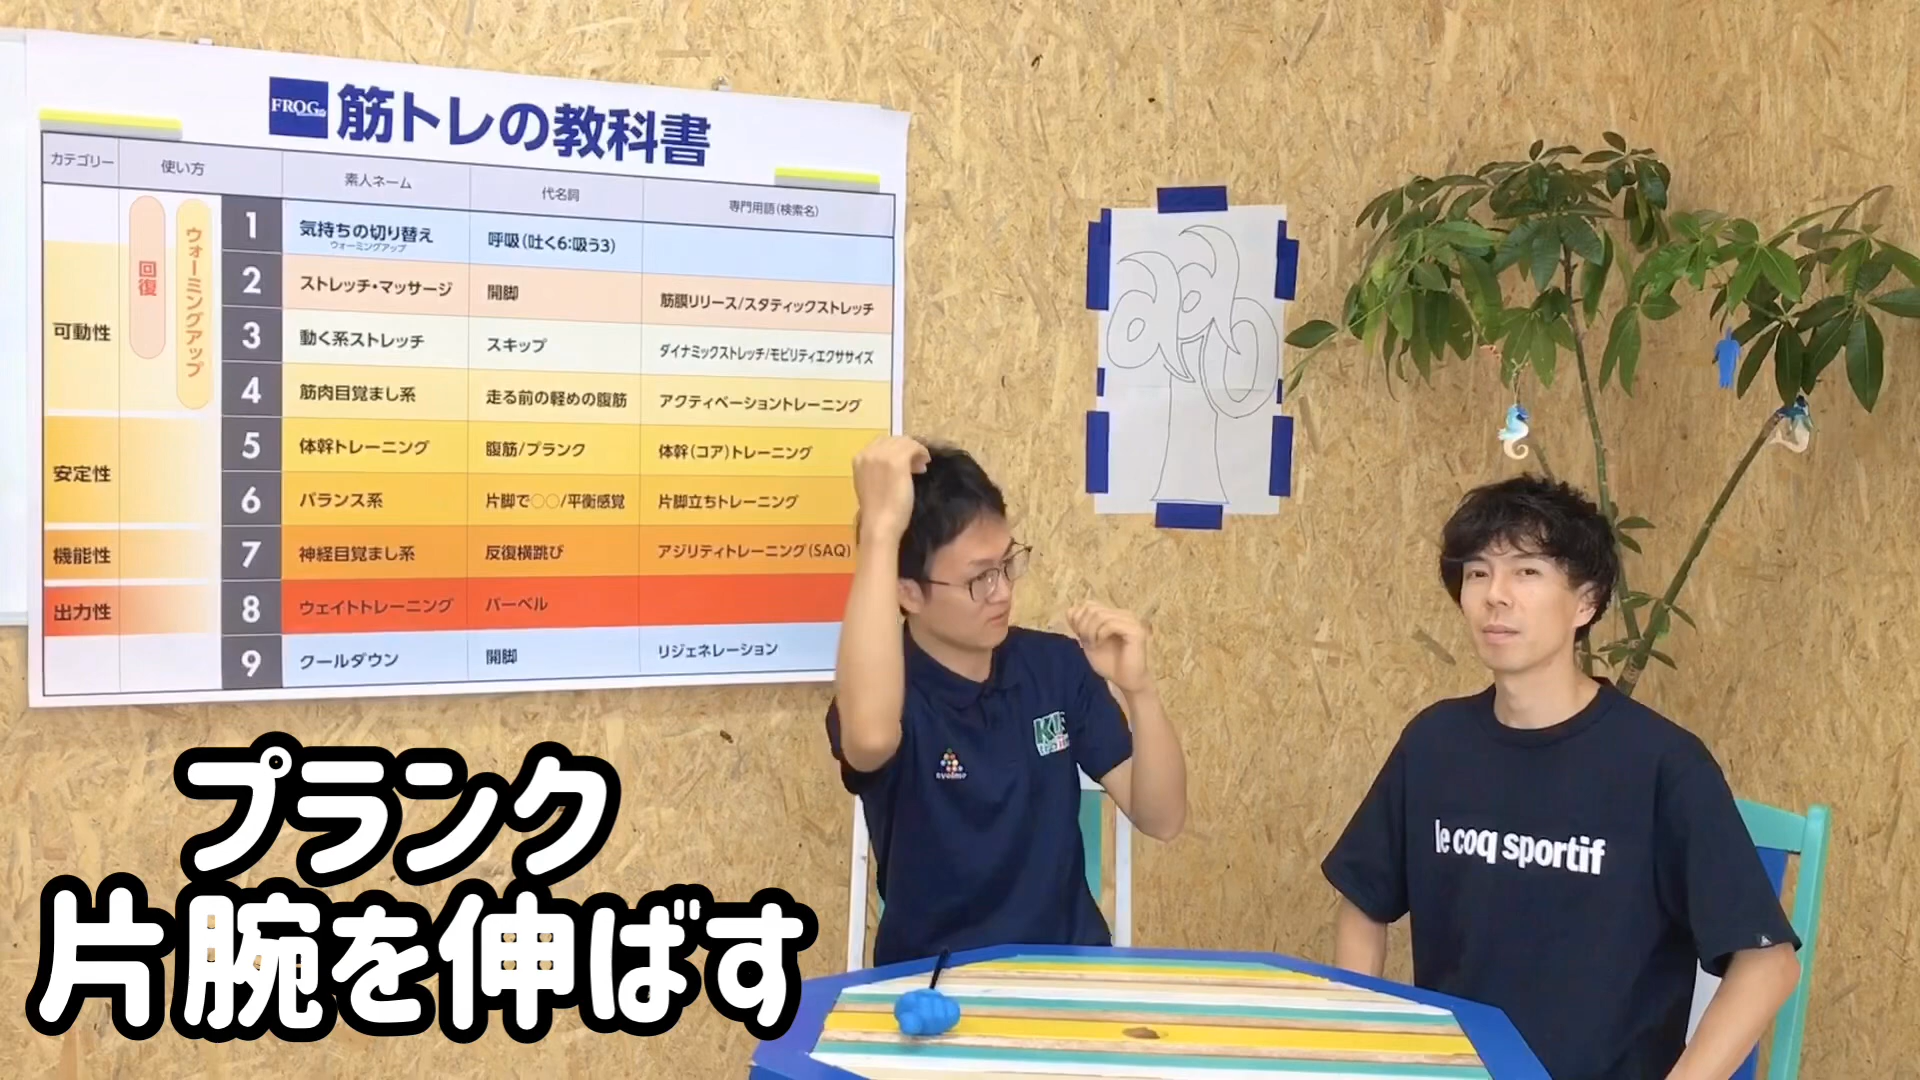 FROG
筋トレの教科書
カテゴリー 使い方 素人ネーム 代名詞 専門用語(検索名)
回復
ウォーミングアップ
可動性
安定性
機能性
出力性
1 気持ちの切り替え 呼吸(吐く6:吸う3)
ウォーミングアップ
2 ストレッチ・マッサージ 開脚 筋膜リリース/スタティックストレッチ
3 動く系ストレッチ スキップ ダイナミックストレッチ/モビリティエクササイズ
4 筋肉目覚まし系 走る前の軽めの腹筋 アクティベーショントレーニング
5 体幹トレーニング 腹筋/プランク 体幹(コア)トレーニング
6 バランス系 片脚で○○/平衡感覚 片脚立ちトレーニング
7 神経目覚まし系 反復横跳び アジリティトレーニング(SAQ)
8 ウェイトトレーニング バーベル
9 クールダウン 開脚 リジェネレーション
le coq sportif
プランク
片腕を伸ばす